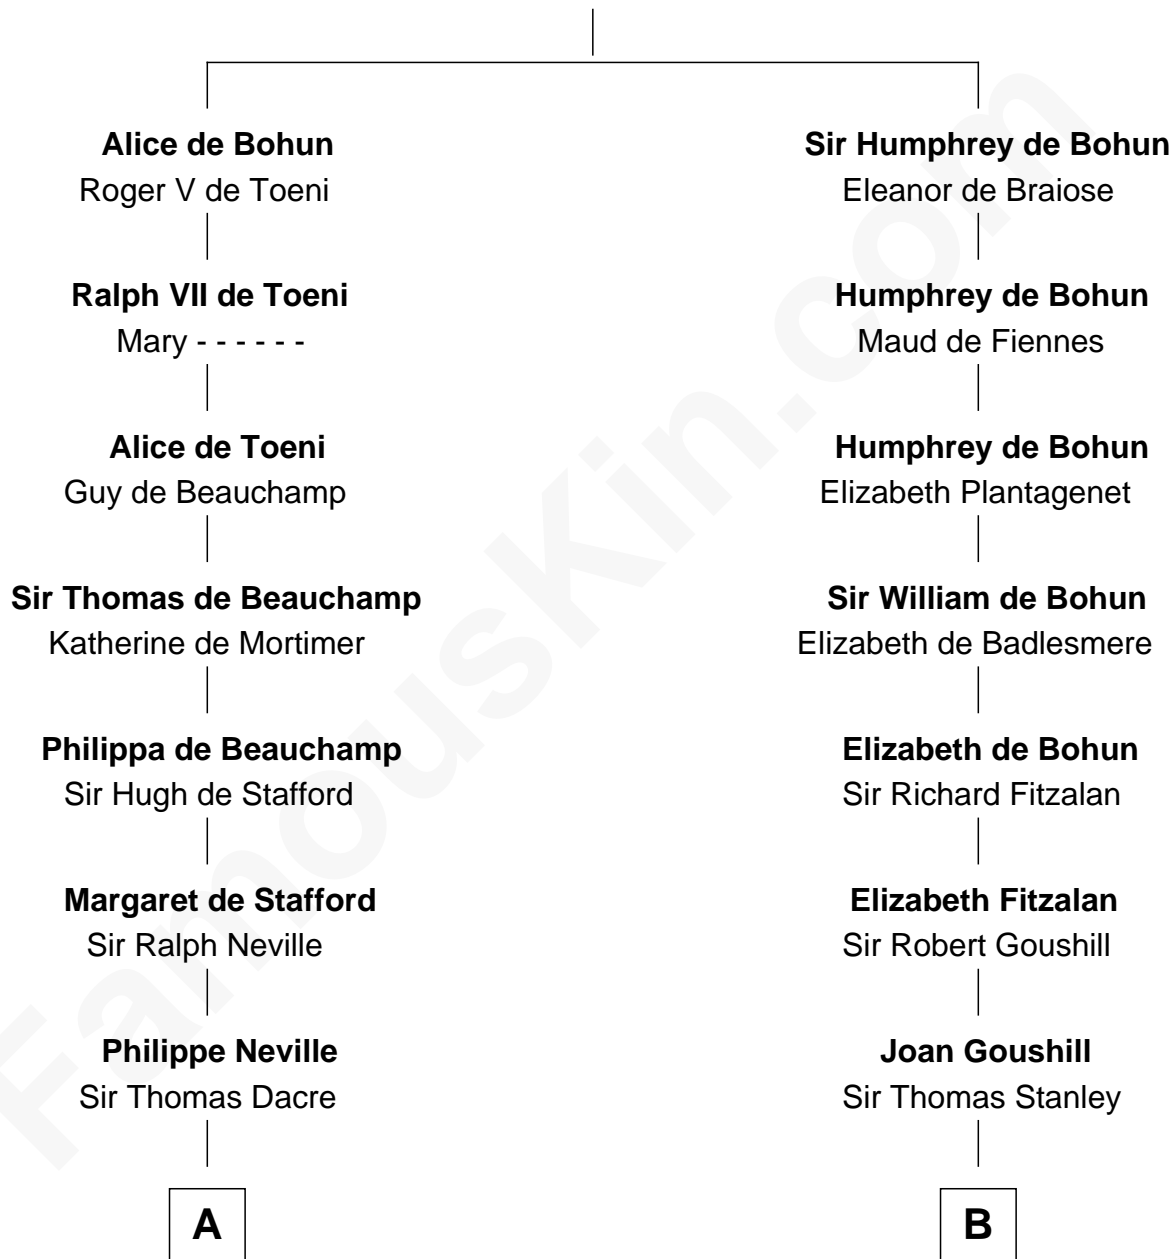 Alice de Bohun
Roger V de Toeni
Ralph VII de Toeni
Mary - - - - - -
Alice de Toeni
Guy de Beauchamp
Sir Thomas de Beauchamp
Katherine de Mortimer
Philippa de Beauchamp
Sir Hugh de Stafford
Margaret de Stafford
Sir Ralph Neville
Philippe Neville
Sir Thomas Dacre
A
Sir Humphrey de Bohun
Eleanor de Braiose
Humphrey de Bohun
Maud de Fiennes
Humphrey de Bohun
Elizabeth Plantagenet
Sir William de Bohun
Elizabeth de Badlesmere
Elizabeth de Bohun
Sir Richard Fitzalan
Elizabeth Fitzalan
Sir Robert Goushill
Joan Goushill
Sir Thomas Stanley
B
FamousKin.com